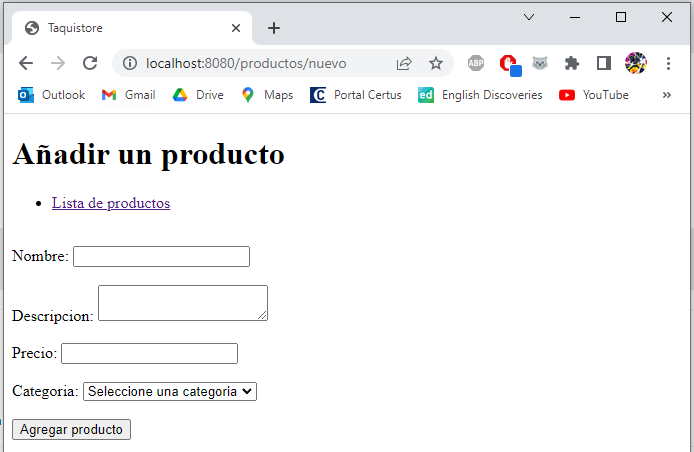 Taquistore
localhost:8080/productos/nuevo
ABP
Outlook Gmail Drive Maps C Portal Certus ed English Discoveries YouTube »
Añadir un producto
Lista de productos
Nombre:
Descripcion:
Precio:
Categoria: Seleccione una categoria
Agregar producto